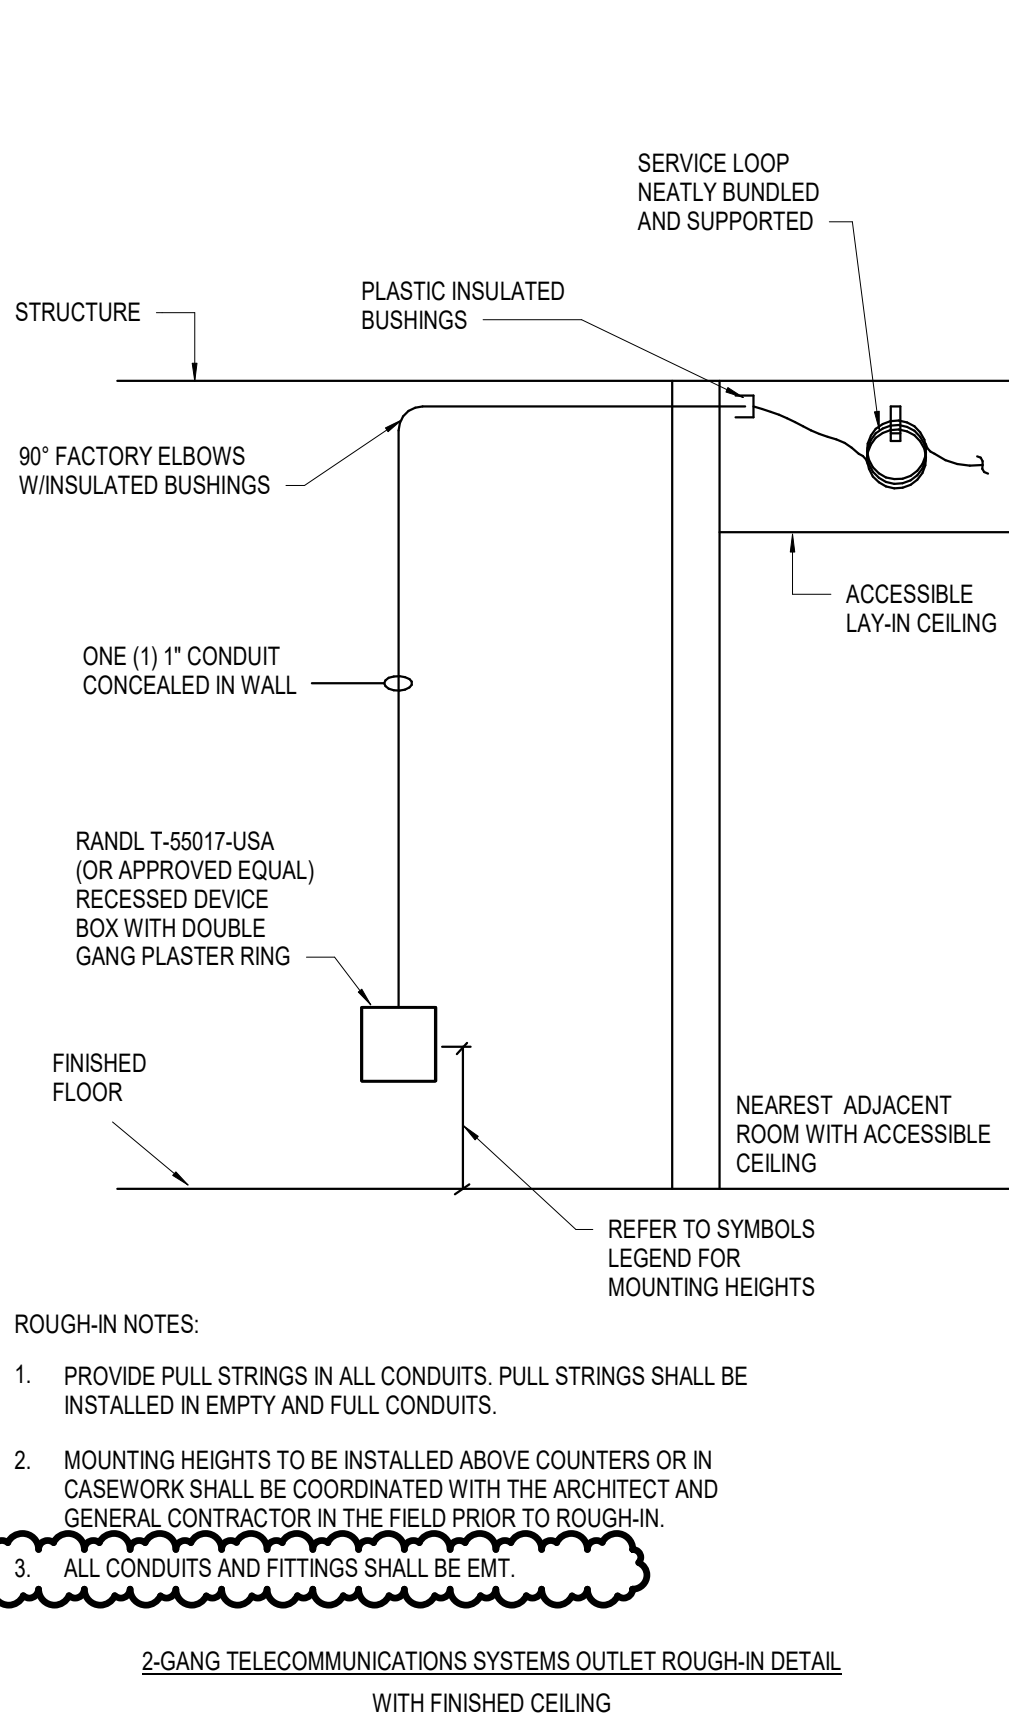 SERVICE LOOP
NEATLY BUNDLED
AND SUPPORTED
PLASTIC INSULATED
BUSHINGS
STRUCTURE
90° FACTORY ELBOWS
W/INSULATED BUSHINGS
ACCESSIBLE
LAY-IN CEILING
ONE (1) 1" CONDUIT
CONCEALED IN WALL
RANDL T-55017-USA
(OR APPROVED EQUAL)
RECESSED DEVICE
BOX WITH DOUBLE
GANG PLASTER RING
FINISHED
FLOOR
NEAREST ADJACENT
ROOM WITH ACCESSIBLE
CEILING
REFER TO SYMBOLS
LEGEND FOR
MOUNTING HEIGHTS
ROUGH-IN NOTES:
1. PROVIDE PULL STRINGS IN ALL CONDUITS. PULL STRINGS SHALL BE
INSTALLED IN EMPTY AND FULL CONDUITS.
2. MOUNTING HEIGHTS TO BE INSTALLED ABOVE COUNTERS OR IN
CASEWORK SHALL BE COORDINATED WITH THE ARCHITECT AND
GENERAL CONTRACTOR IN THE FIELD PRIOR TO ROUGH-IN.
3. ALL CONDUITS AND FITTINGS SHALL BE EMT.
2-GANG TELECOMMUNICATIONS SYSTEMS OUTLET ROUGH-IN DETAIL
WITH FINISHED CEILING